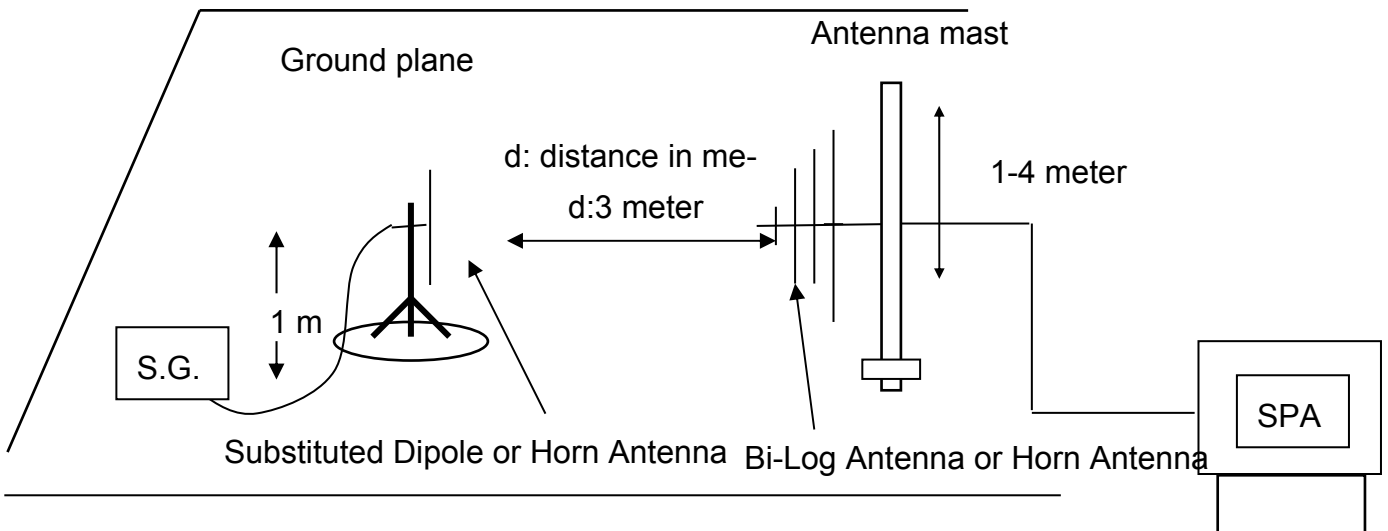 Antenna mast
Ground plane
d: distance in me-
d:3 meter
1-4 meter
1 m
S.G.
SPA
Substituted Dipole or Horn Antenna
Bi-Log Antenna or Horn Antenna